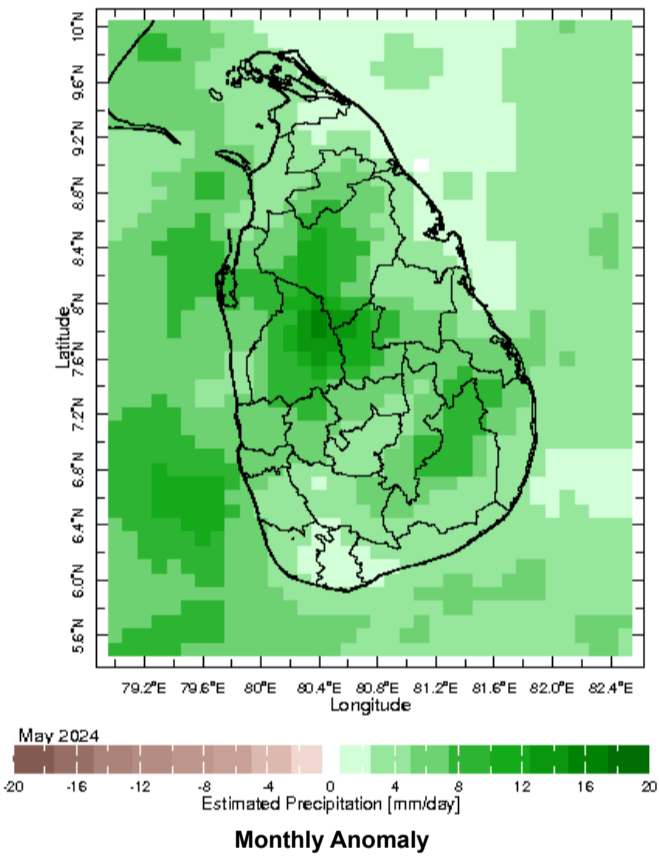 10°N
9.6°N
9.2°N
8.8°N
8.4°N
8°N
7.6°N
7.2°N
6.8°N
6.4°N
6.0°N
5.6°N
Latitude
79.2°E 79.6°E 80°E 80.4°E 80.8°E 81.2°E 81.6°E 82.0°E 82.4°E
Longitude
May 2024
-20 -16 -12 -8 -4 0 4 8 12 16 20
Estimated Precipitation [mm/day]
Monthly Anomaly